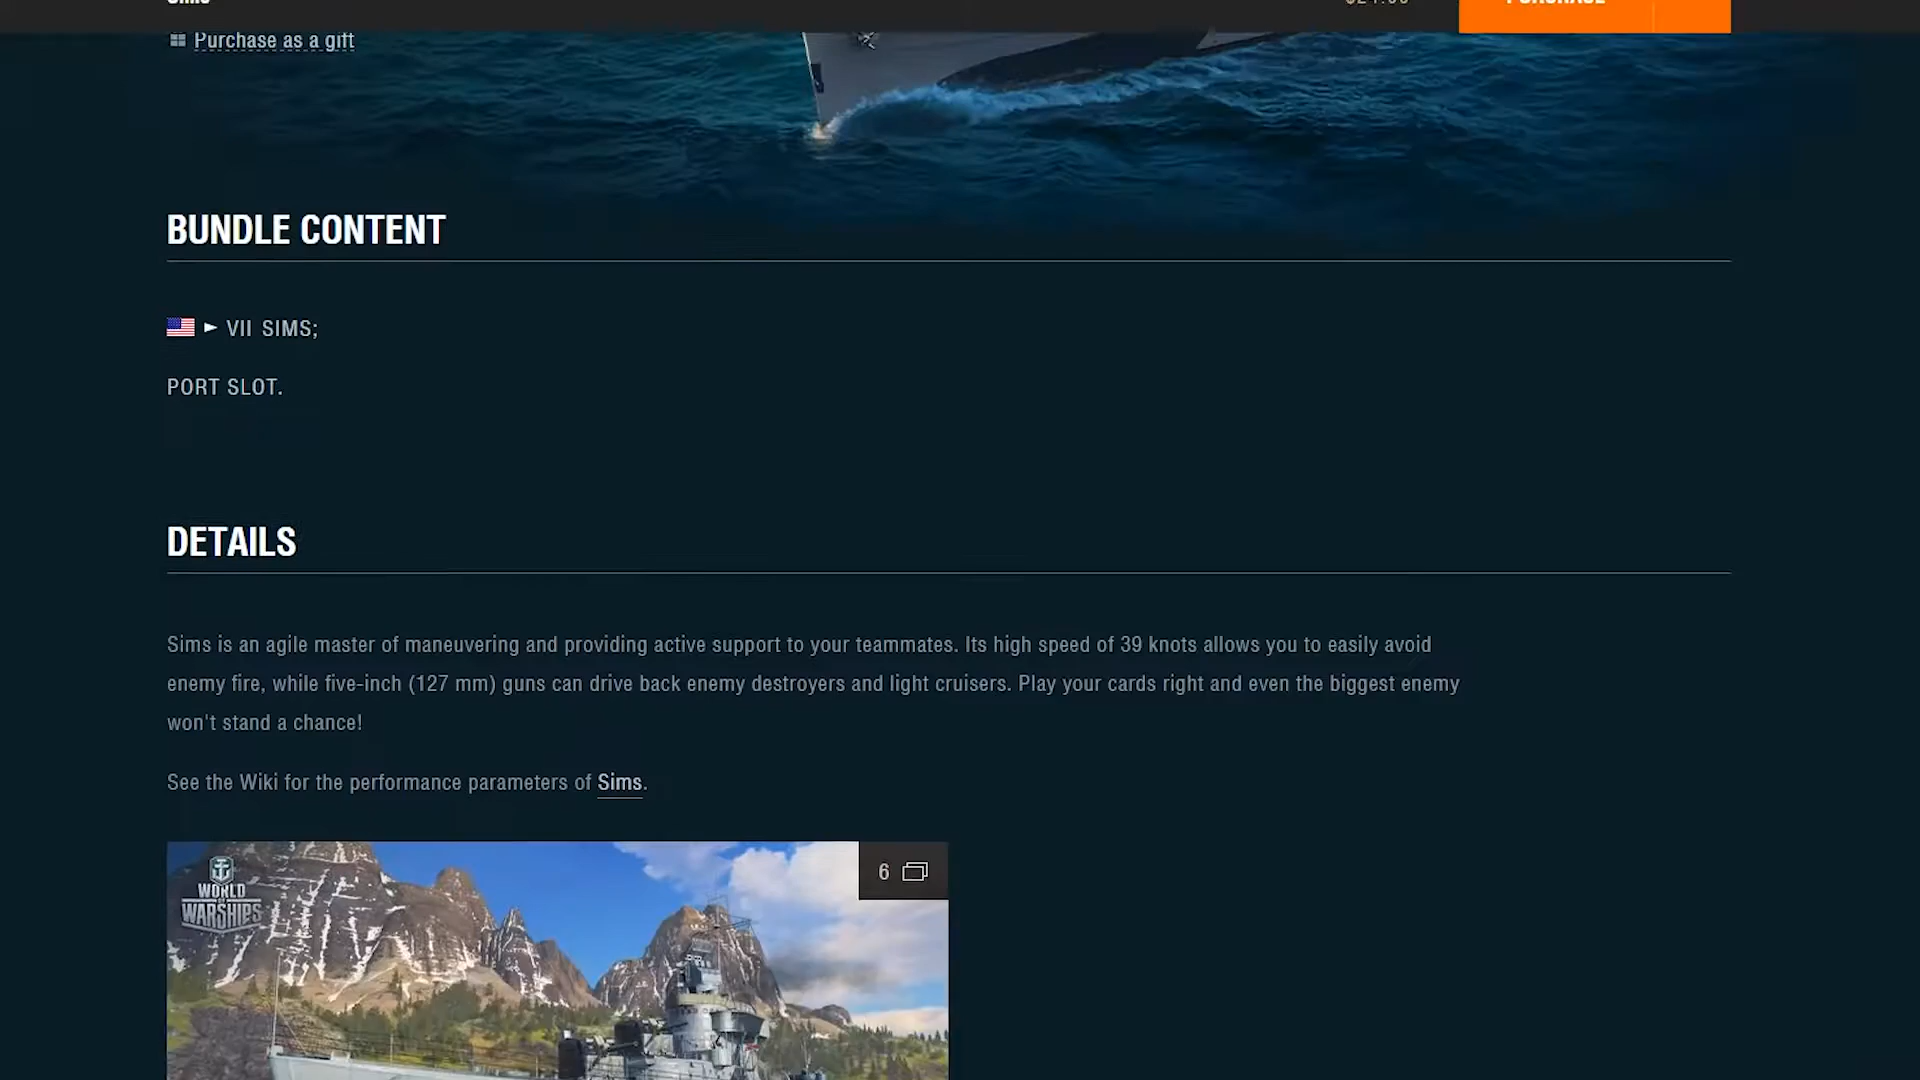 Sims
PURCHASE
Purchase as a gift
BUNDLE CONTENT
VII SIMS;
PORT SLOT.
DETAILS
Sims is an agile master of maneuvering and providing active support to your teammates. Its high speed of 39 knots allows you to easily avoid
enemy fire, while five-inch (127 mm) guns can drive back enemy destroyers and light cruisers. Play your cards right and even the biggest enemy
won't stand a chance!
See the Wiki for the performance parameters of Sims.
6
WORLD
OF
WARSHIPS